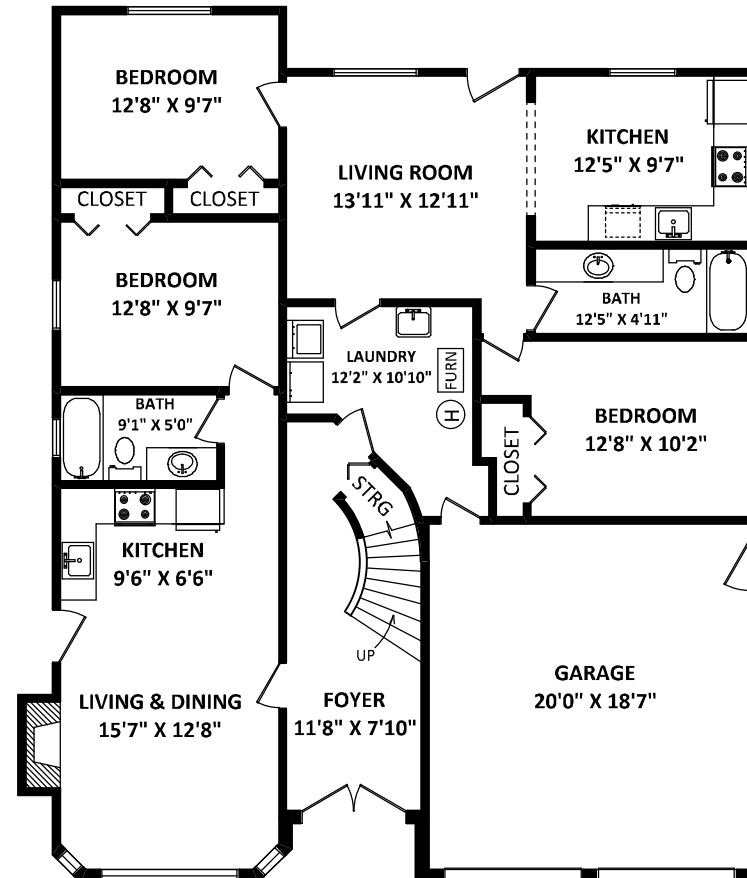 BEDROOM
12'8" X 9'7"
CLOSET
CLOSET
BEDROOM
12'8" X 9'7"
LIVING ROOM
13'11" X 12'11"
KITCHEN
12'5" X 9'7"
BATH
12'5" X 4'11"
LAUNDRY
12'2" X 10'10"
FURN
H
BEDROOM
12'8" X 10'2"
CLOSET
BATH
9'1" X 5'0"
STRG
KITCHEN
9'6" X 6'6"
UP
LIVING & DINING
15'7" X 12'8"
FOYER
11'8" X 7'10"
GARAGE
20'0" X 18'7"